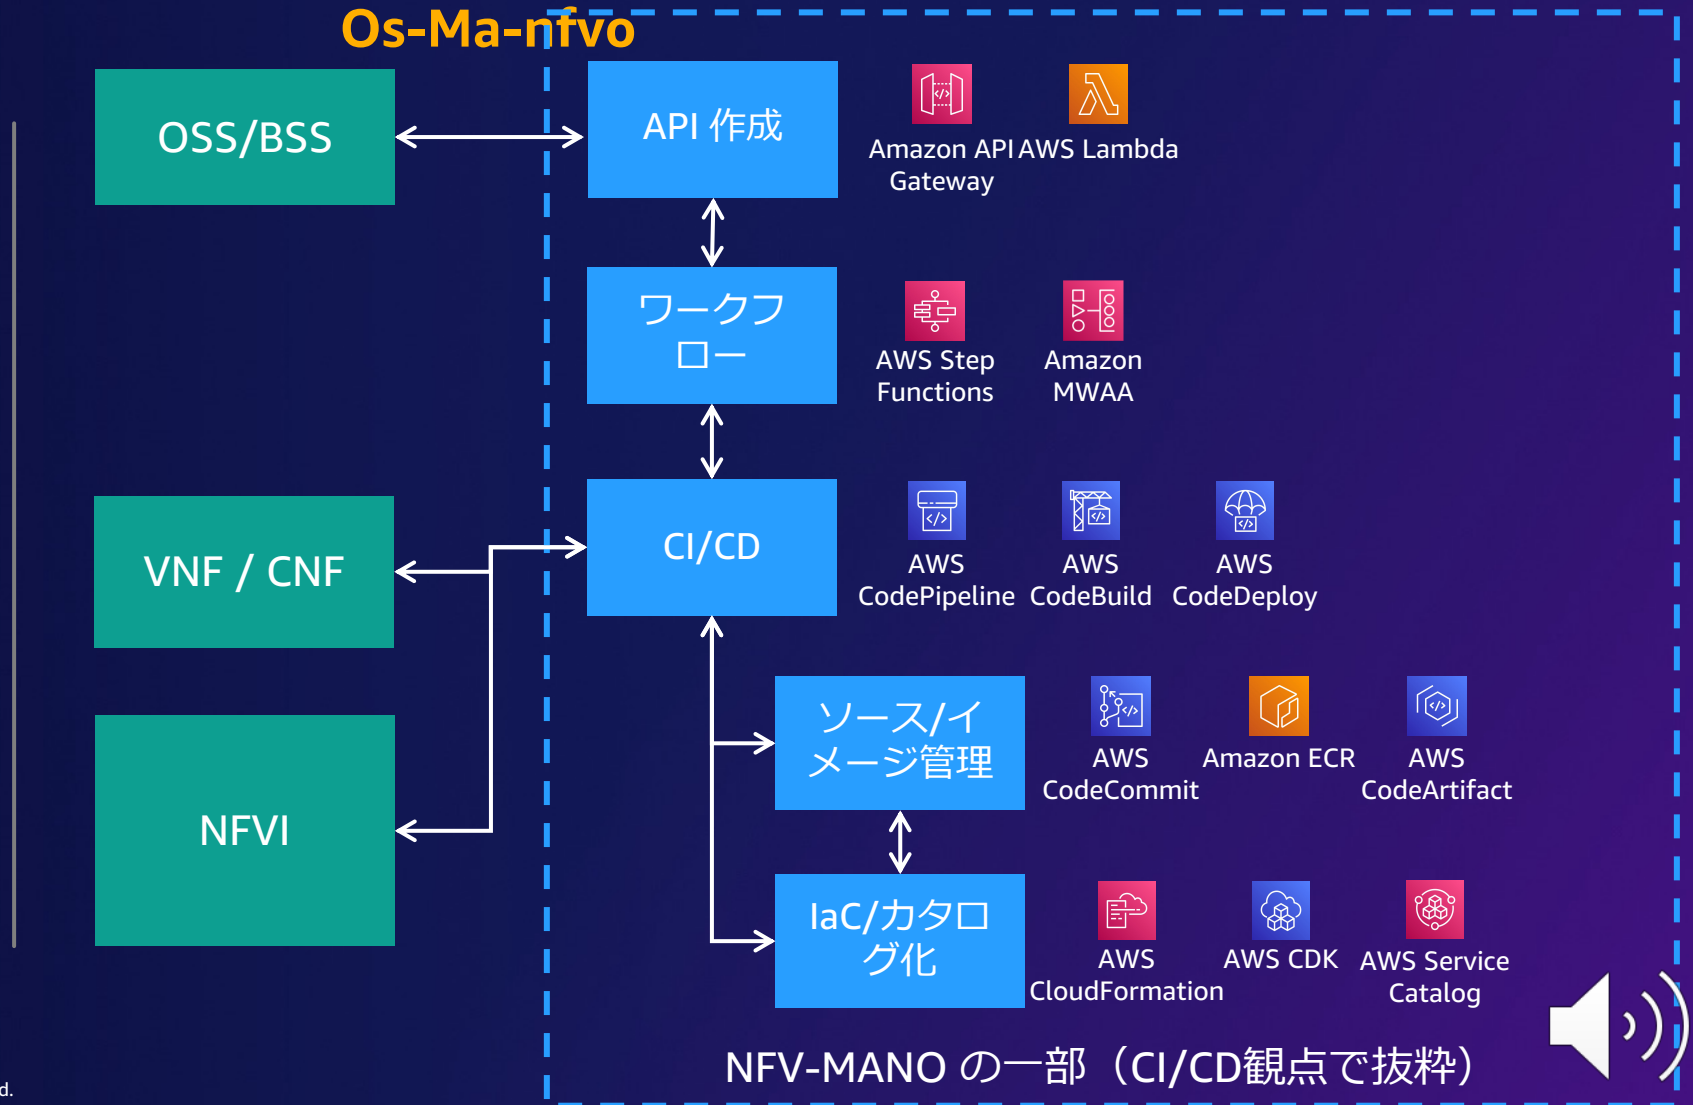 Os-Ma-nfvo
OSS/BSS
API 作成
Amazon API
Gateway
AWS Lambda
ワークフ
ロー
AWS Step
Functions
Amazon
MWAA
VNF / CNF
CI/CD
AWS
CodePipeline
AWS
CodeBuild
AWS
CodeDeploy
NFVI
ソース/イ
メージ管理
AWS
CodeCommit
Amazon ECR
AWS
CodeArtifact
IaC/カタロ
グ化
AWS
CloudFormation
AWS CDK
AWS Service
Catalog
NFV-MANO の一部（CI/CD観点で抜粋）
d.